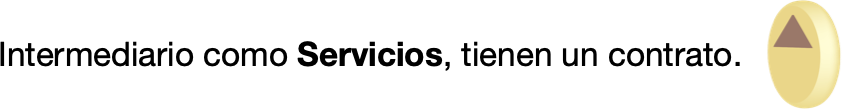 Intermediario como Servicios, tienen un contrato.